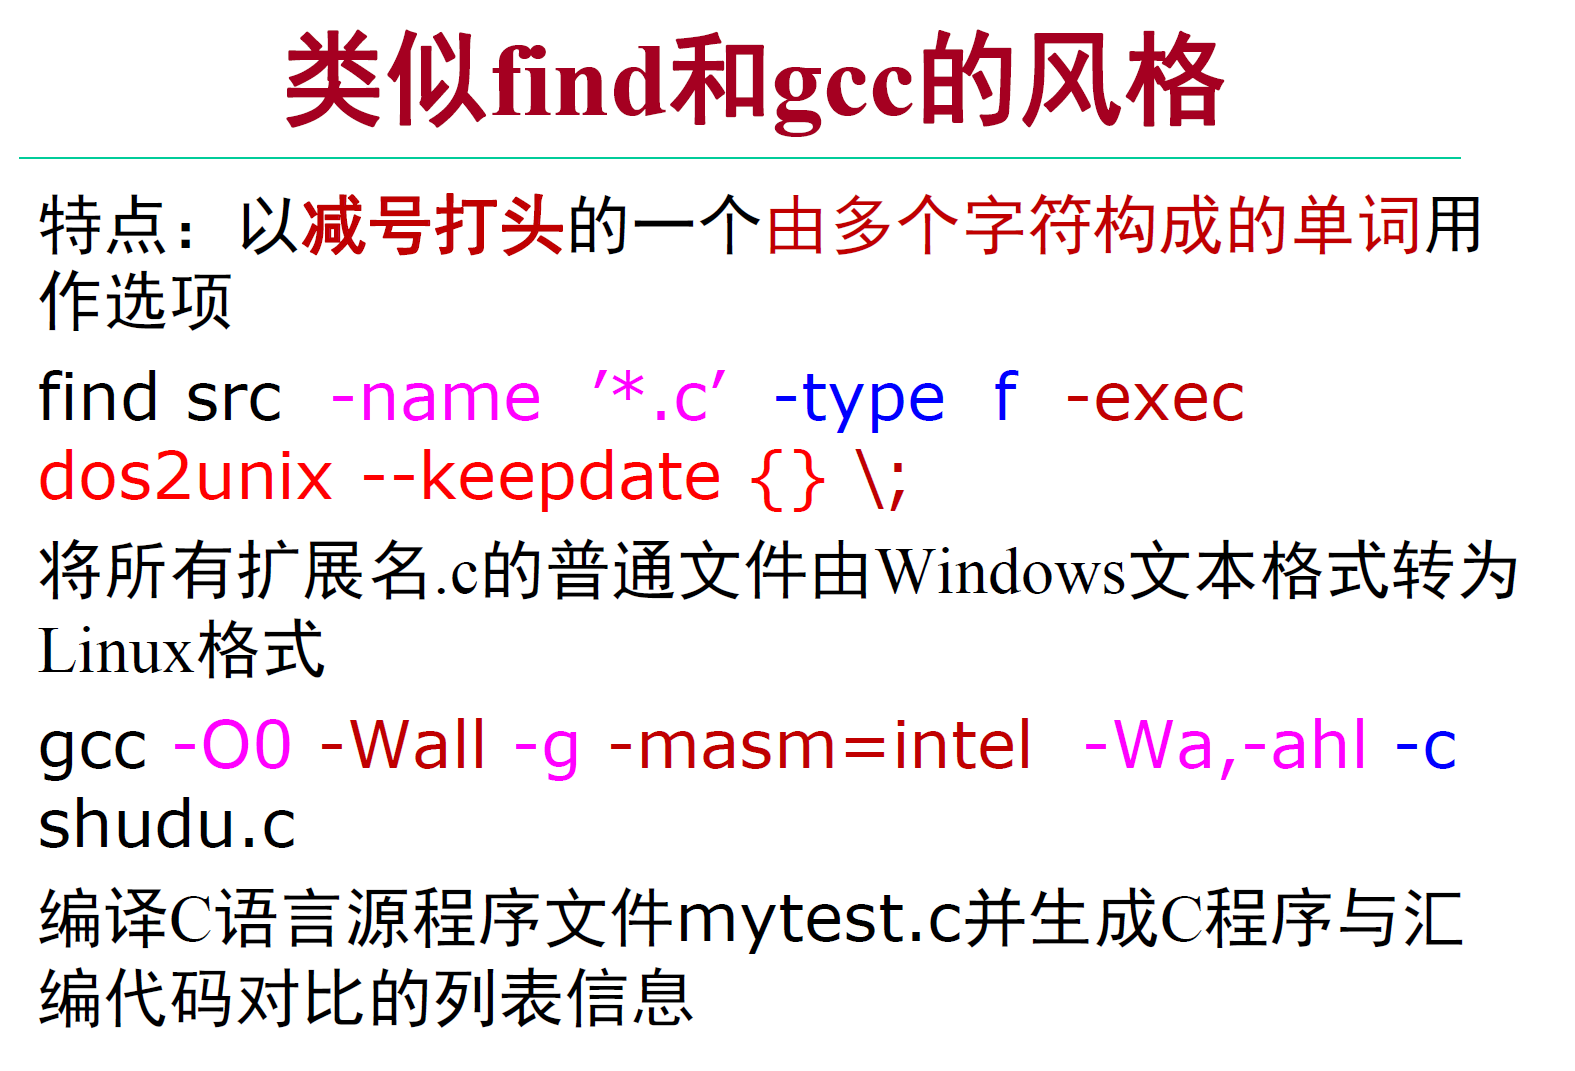 类似find和gcc的风格
特点：以减号打头的一个由多个字符构成的单词用
作选项
find src -name ’*.c’ -type f -exec
dos2unix --keepdate {} \;
将所有扩展名.c的普通文件由Windows文本格式转为
Linux格式
gcc -O0 -Wall -g -masm=intel -Wa,-ahl -c
shudu.c
编译C语言源程序文件mytest.c并生成C程序与汇
编代码对比的列表信息